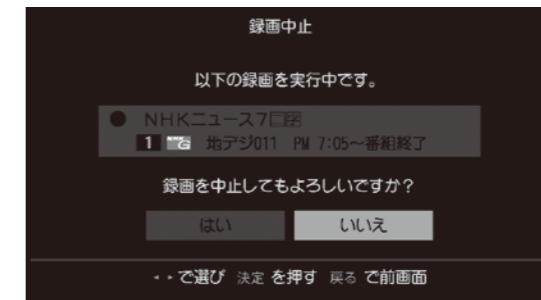 録画中止
以下の録画を実行中です。
● NHKニュース7🈑🈖
1 NHK G 地デジ011 PM 7:05〜番組終了
録画を中止してもよろしいですか?
はい いいえ
・・で選び 決定 を押す 戻る で前画面